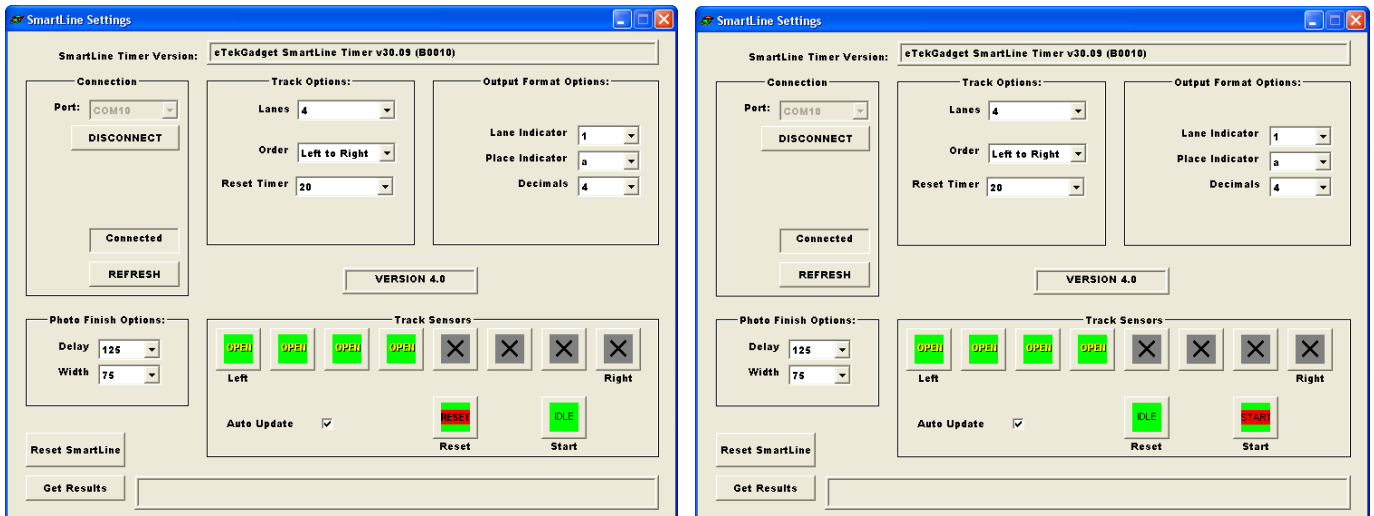 SmartLine Settings
SmartLine Timer Version: eTekGadget SmartLine Timer v30.09 (B0010)
Connection
Port: COM10
DISCONNECT
Connected
REFRESH
Track Options:
Lanes 4
Order Left to Right
Reset Timer 20
Output Format Options:
Lane Indicator 1
Place Indicator a
Decimals 4
VERSION 4.0
Photo Finish Options:
Delay 125
Width 75
Track Sensors
OPEN OPEN OPEN OPEN
Left Right
Auto Update RESET IDLE
Reset Start
Reset SmartLine
Get Results
SmartLine Settings
SmartLine Timer Version: eTekGadget SmartLine Timer v30.09 (B0010)
Connection
Port: COM10
DISCONNECT
Connected
REFRESH
Track Options:
Lanes 4
Order Left to Right
Reset Timer 20
Output Format Options:
Lane Indicator 1
Place Indicator a
Decimals 4
VERSION 4.0
Photo Finish Options:
Delay 125
Width 75
Track Sensors
OPEN OPEN OPEN OPEN
Left Right
Auto Update IDLE START
Reset Start
Reset SmartLine
Get Results